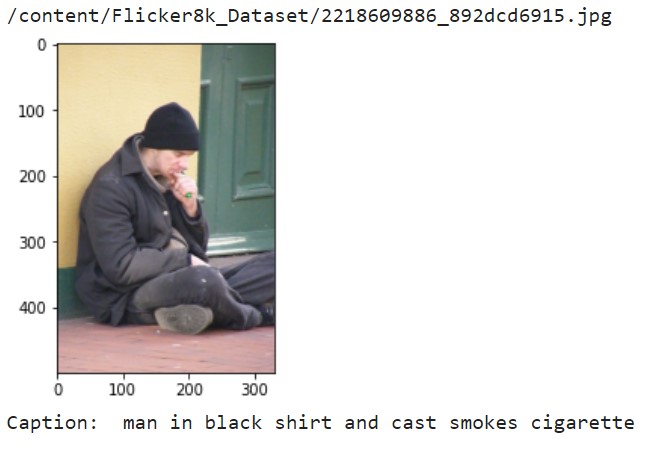 /content/Flicker8k_Dataset/2218609886_892dcd6915.jpg
0
100
200
300
400
0 100 200 300
Caption:  man in black shirt and cast smokes cigarette